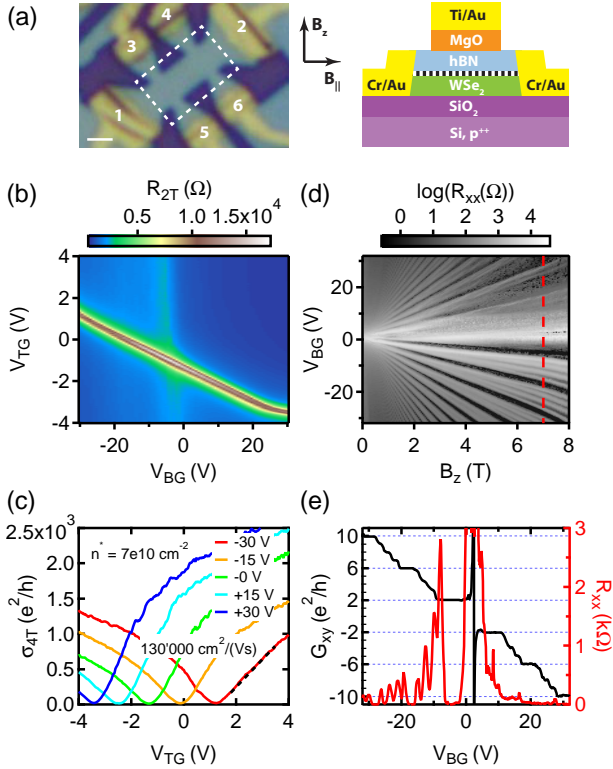 (a)
1
2
3
4
5
6
B_z
B_||
Ti/Au
MgO
hBN
Cr/Au
WSe₂
Cr/Au
SiO₂
Si, p⁺⁺
(b)
R_2T (Ω)
0.5
1.0
1.5x10⁴
4
2
0
-2
-4
V_TG (V)
-20
0
20
V_BG (V)
(d)
log(R_xx(Ω))
0
1
2
3
4
20
0
-20
V_BG (V)
0
2
4
6
8
B_z (T)
(c)
2.5x10³
2.0
1.5
1.0
0.5
0.0
σ_4T (e²/h)
n* = 7e10 cm⁻²
-30 V
-15 V
-0 V
+15 V
+30 V
130'000 cm²/(Vs)
-4
-2
0
2
4
V_TG (V)
(e)
10
6
2
-2
-6
-10
G_xy (e²/h)
3
2
1
0
R_xx (kΩ)
-20
0
20
V_BG (V)